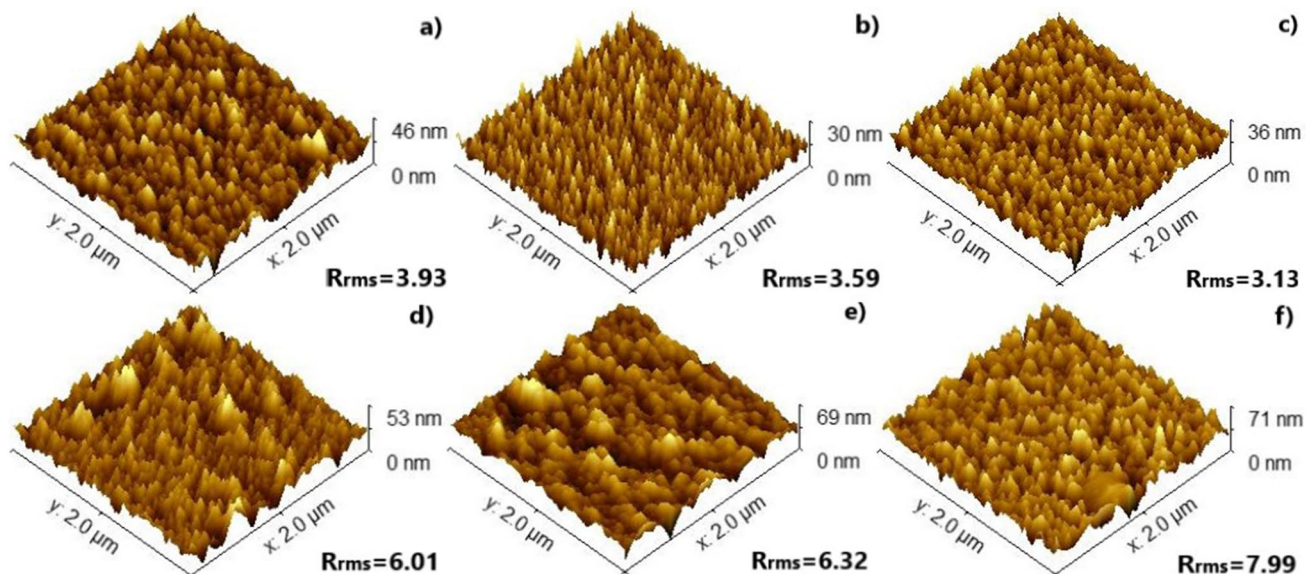 a)
46 nm
0 nm
y: 2.0 µm
x: 2.0 µm
Rrms=3.93
b)
30 nm
0 nm
y: 2.0 µm
x: 2.0 µm
Rrms=3.59
c)
36 nm
0 nm
y: 2.0 µm
x: 2.0 µm
Rrms=3.13
d)
53 nm
0 nm
y: 2.0 µm
x: 2.0 µm
Rrms=6.01
e)
69 nm
0 nm
y: 2.0 µm
x: 2.0 µm
Rrms=6.32
f)
71 nm
0 nm
y: 2.0 µm
x: 2.0 µm
Rrms=7.99